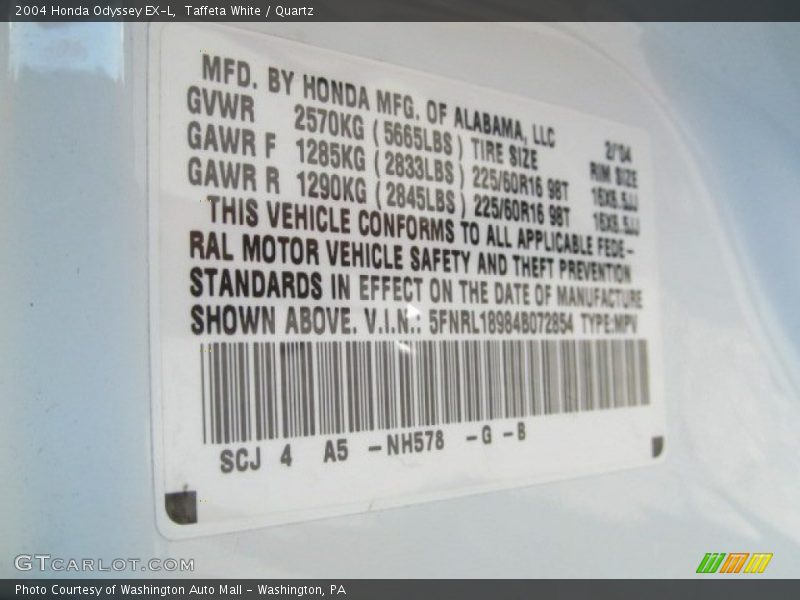 2004 Honda Odyssey EX-L, Taffeta White / Quartz
MFD. BY HONDA MFG. OF ALABAMA, LLC 2/'04
GVWR 2570KG (5665LBS) TIRE SIZE RIM SIZE
GAWR F 1285KG (2833LBS) 225/60R16 98T 16X6.5JJ
GAWR R 1290KG (2845LBS) 225/60R16 98T 16X6.5JJ
THIS VEHICLE CONFORMS TO ALL APPLICABLE FEDE-
RAL MOTOR VEHICLE SAFETY AND THEFT PREVENTION
STANDARDS IN EFFECT ON THE DATE OF MANUFACTURE
SHOWN ABOVE. V.I.N.: 5FNRL18984B072854 TYPE:MPV
SCJ 4 A5 -NH578 -G -B
GTCARLOT.COM
Photo Courtesy of Washington Auto Mall - Washington, PA